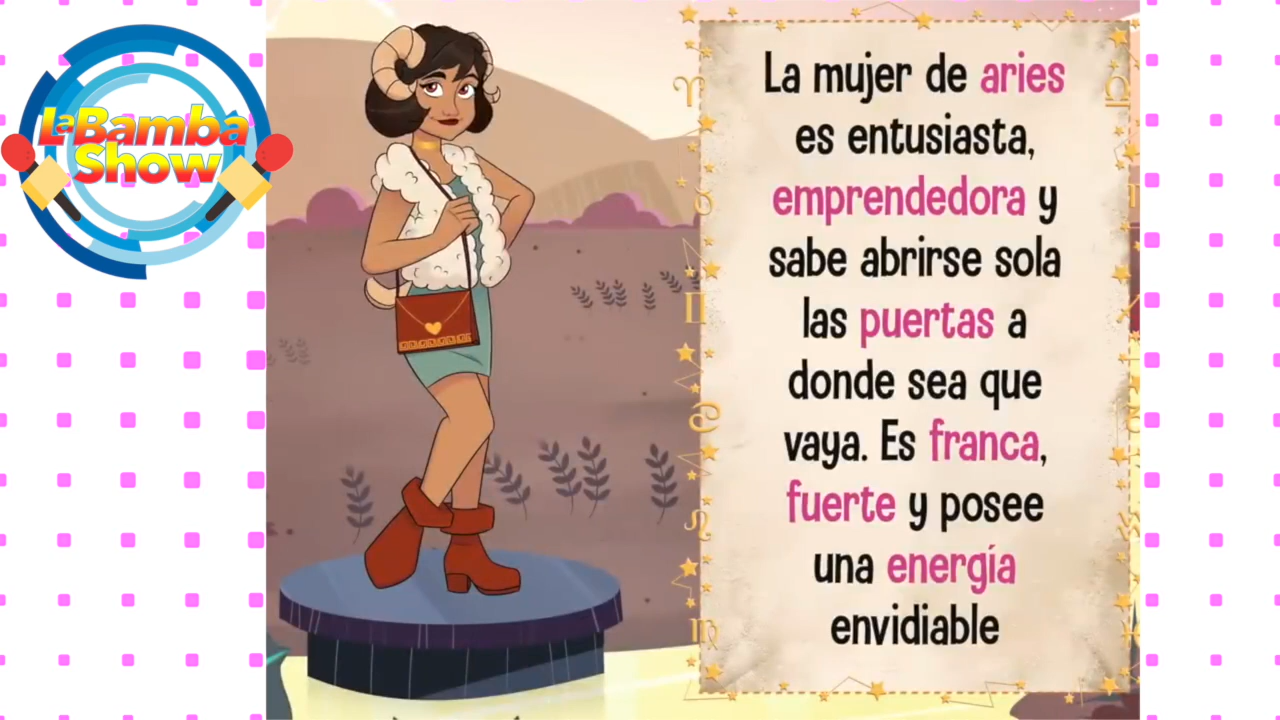 La Bamba
Show
La mujer de aries
es entusiasta,
emprendedora y
sabe abrirse sola
las puertas a
donde sea que
vaya. Es franca,
fuerte y posee
una energía
envidiable